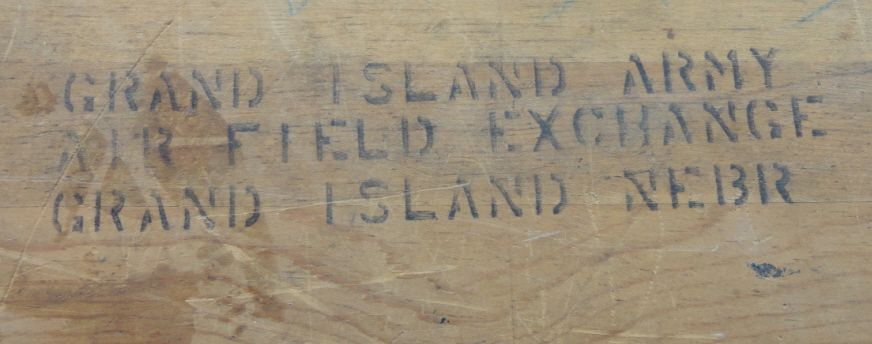 GRAND ISLAND ARMY
AIR FIELD EXCHANGE
GRAND ISLAND NEBR